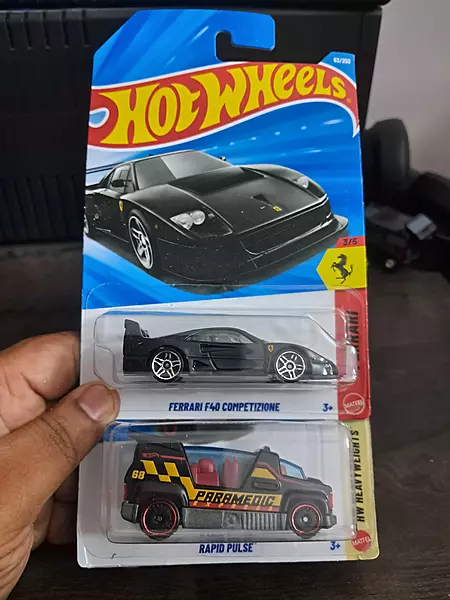 63/250
HOT WHEELS
3/5
FERRARI F40 COMPETIZIONE
3+
MATTEL
68
PARAMEDIC
HW HEAVYWEIGHTS
RAPID PULSE
3+
MATTEL